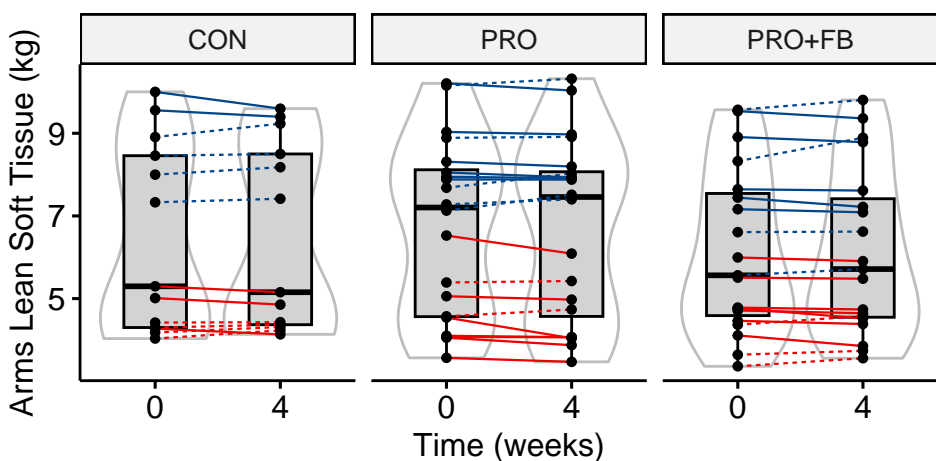 CON PRO PRO+FB
Arms Lean Soft Tissue (kg)
9
7
5
0 4 0 4 0 4
Time (weeks)